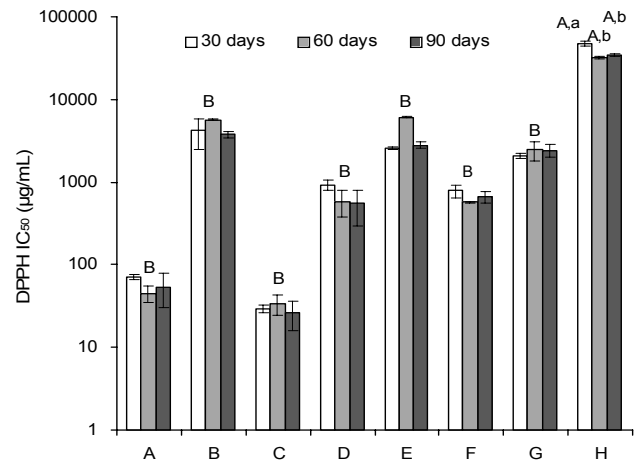 100000
10000
1000
100
10
1
DPPH IC₅₀ (µg/mL)
30 days 60 days 90 days
B
B
B
B
B
B
B
A,a
A,b
A,b
A B C D E F G H